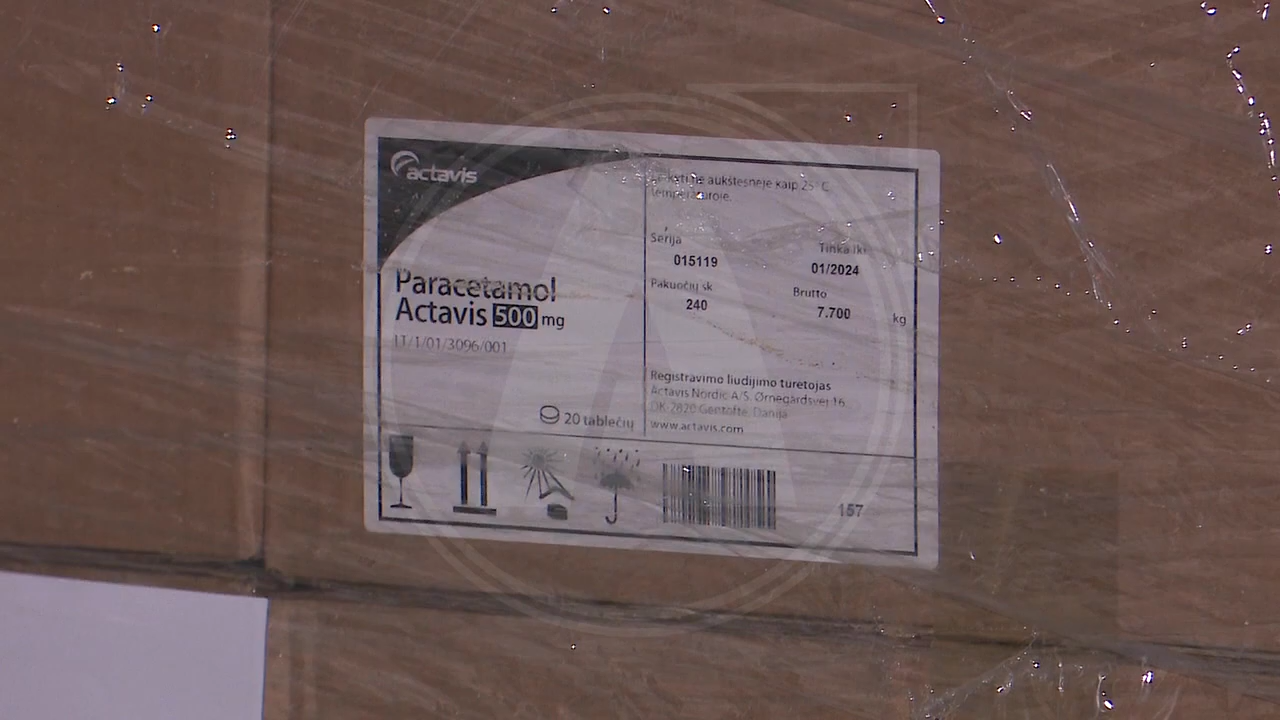 actavis
Paracetamol
Actavis 500 mg
LT/1/01/3096/001
20 tablečių
ne aukštesnėje kaip 25°C
temperatūroje.
Serija
015119
Tinka iki
01/2024
Pakuočių sk
240
Brutto
7.700 kg
Registravimo liudijimo turėtojas
Actavis Nordic A/S. Ørnegårdsvej 16
DK-2820 Gentofte, Danija
www.actavis.com
157